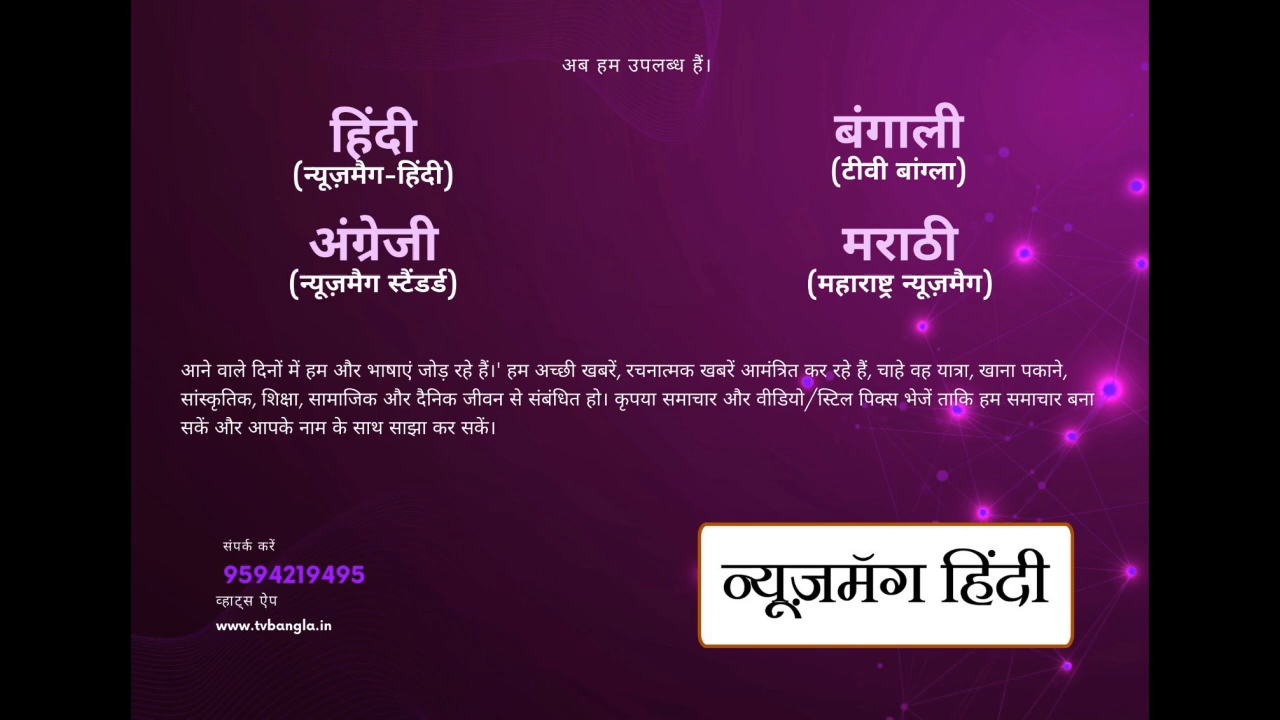 अब हम उपलब्ध हैं।
हिंदी
(न्यूज़मैग-हिंदी)
बंगाली
(टीवी बांग्ला)
अंग्रेजी
(न्यूज़मैग स्टैंडर्ड)
मराठी
(महाराष्ट्र न्यूज़मैग)
आने वाले दिनों में हम और भाषाएं जोड़ रहे हैं।' हम अच्छी खबरें, रचनात्मक खबरें आमंत्रित कर रहे हैं, चाहे वह यात्रा, खाना पकाने,
सांस्कृतिक, शिक्षा, सामाजिक और दैनिक जीवन से संबंधित हो। कृपया समाचार और वीडियो/स्टिल पिक्स भेजें ताकि हम समाचार बना
सकें और आपके नाम के साथ साझा कर सकें।
संपर्क करें
9594219495
व्हाट्स ऐप
www.tvbangla.in
न्यूज़मॅग हिंदी